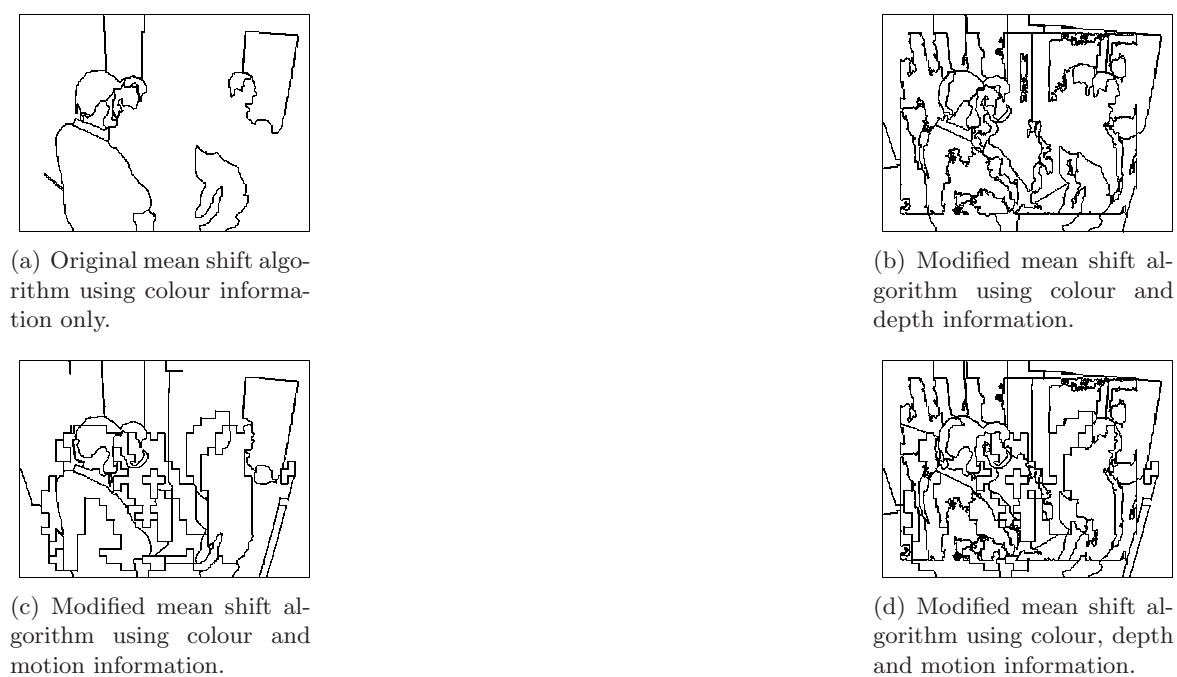 (a) Original mean shift algo-
rithm using colour informa-
tion only.
(b) Modified mean shift al-
gorithm using colour and
depth information.
(c) Modified mean shift al-
gorithm using colour and
motion information.
(d) Modified mean shift al-
gorithm using colour, depth
and motion information.